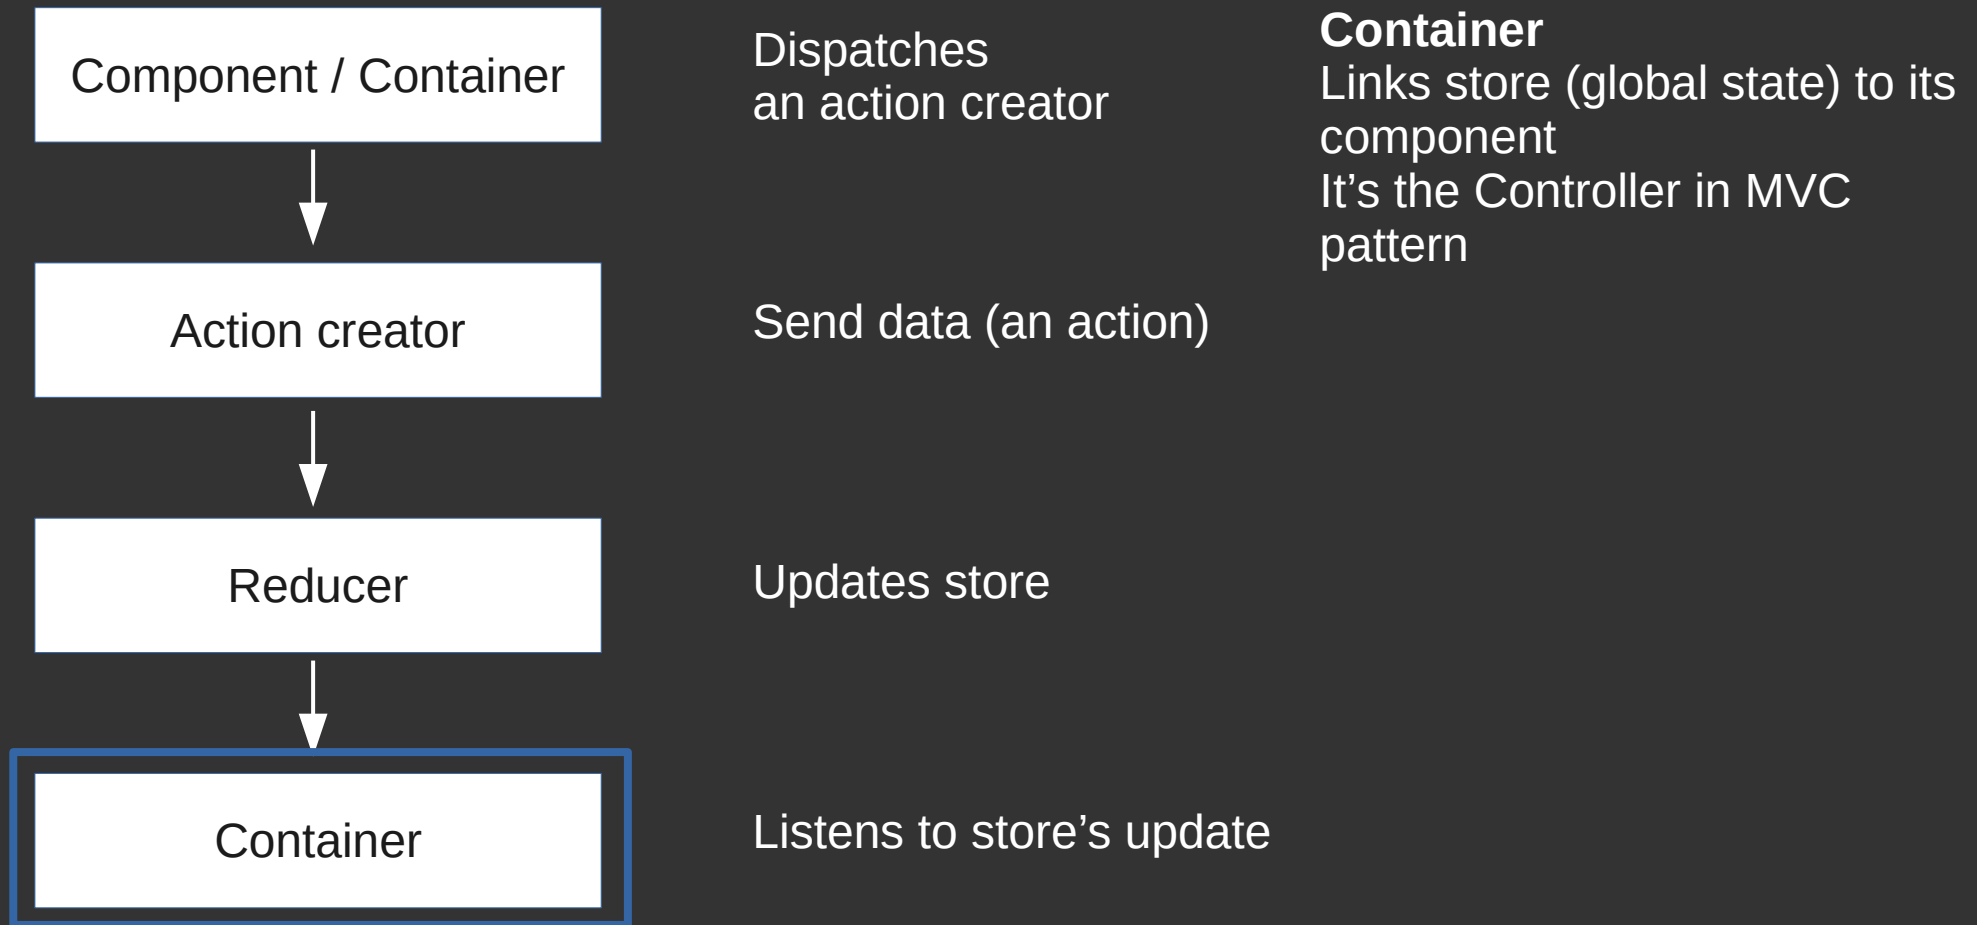 Component / Container
Dispatches
an action creator
Container
Links store (global state) to its
component
It’s the Controller in MVC
pattern
Action creator
Send data (an action)
Reducer
Updates store
Container
Listens to store’s update